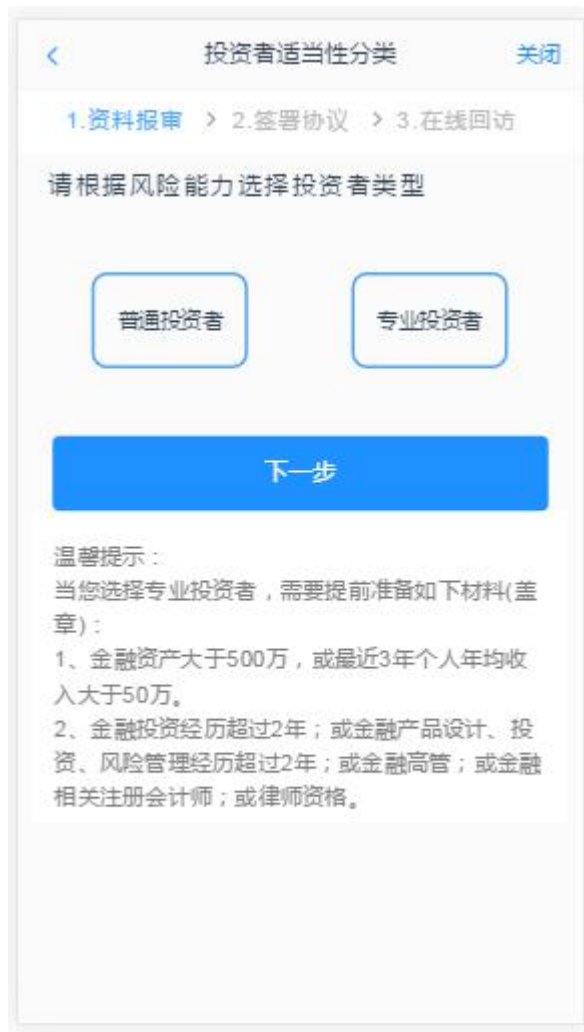 < 投资者适当性分类 关闭
1.资料报审 > 2.签署协议 > 3.在线回访
请根据风险能力选择投资者类型
普通投资者 专业投资者
下一步
温馨提示：
当您选择专业投资者，需要提前准备如下材料(盖
章)：
1、金融资产大于500万，或最近3年个人年均收
入大于50万。
2、金融投资经历超过2年；或金融产品设计、投
资、风险管理经历超过2年；或金融高管；或金融
相关注册会计师；或律师资格。